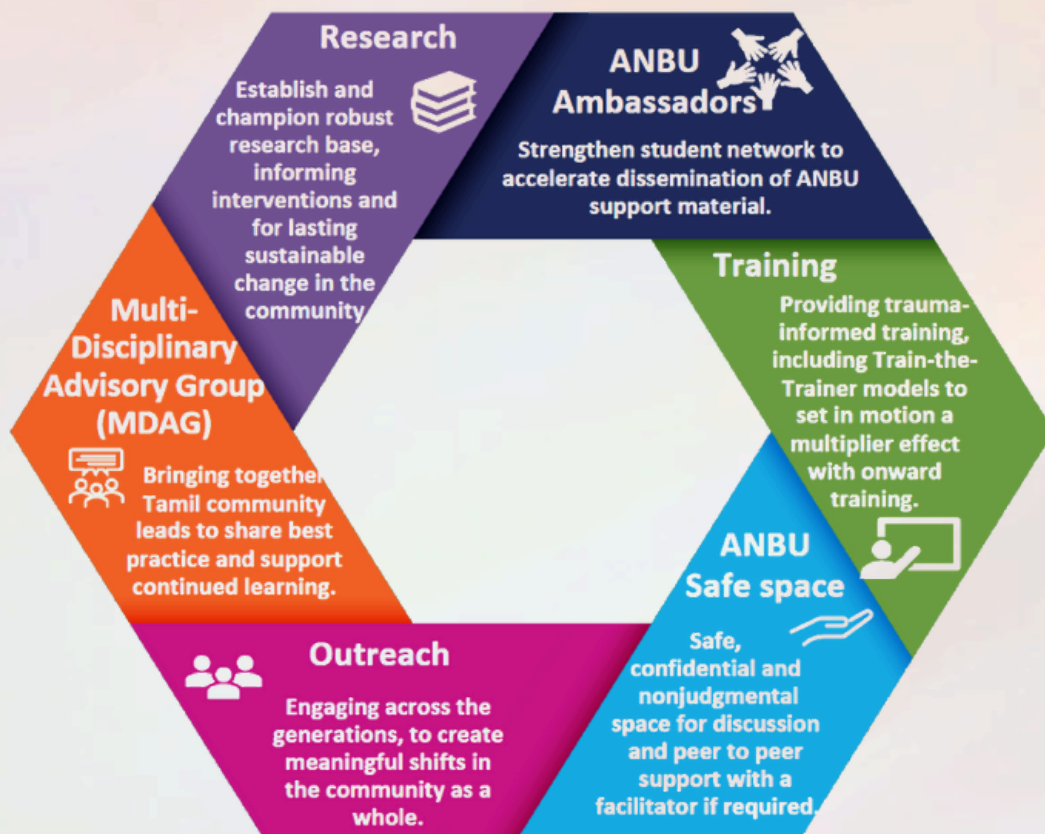 Research
Establish and
champion robust
research base,
informing
interventions and
for lasting
sustainable
change in the
community
ANBU
Ambassadors
Strengthen student network to
accelerate dissemination of ANBU
support material.
Training
Providing trauma-
informed training,
including Train-the-
Trainer models to
set in motion a
multiplier effect
with onward
training.
ANBU
Safe space
Safe,
confidential and
nonjudgmental
space for discussion
and peer to peer
support with a
facilitator if required.
Outreach
Engaging across the
generations, to create
meaningful shifts in
the community as a
whole.
Multi-
Disciplinary
Advisory Group
(MDAG)
Bringing together
Tamil community
leads to share best
practice and support
continued learning.